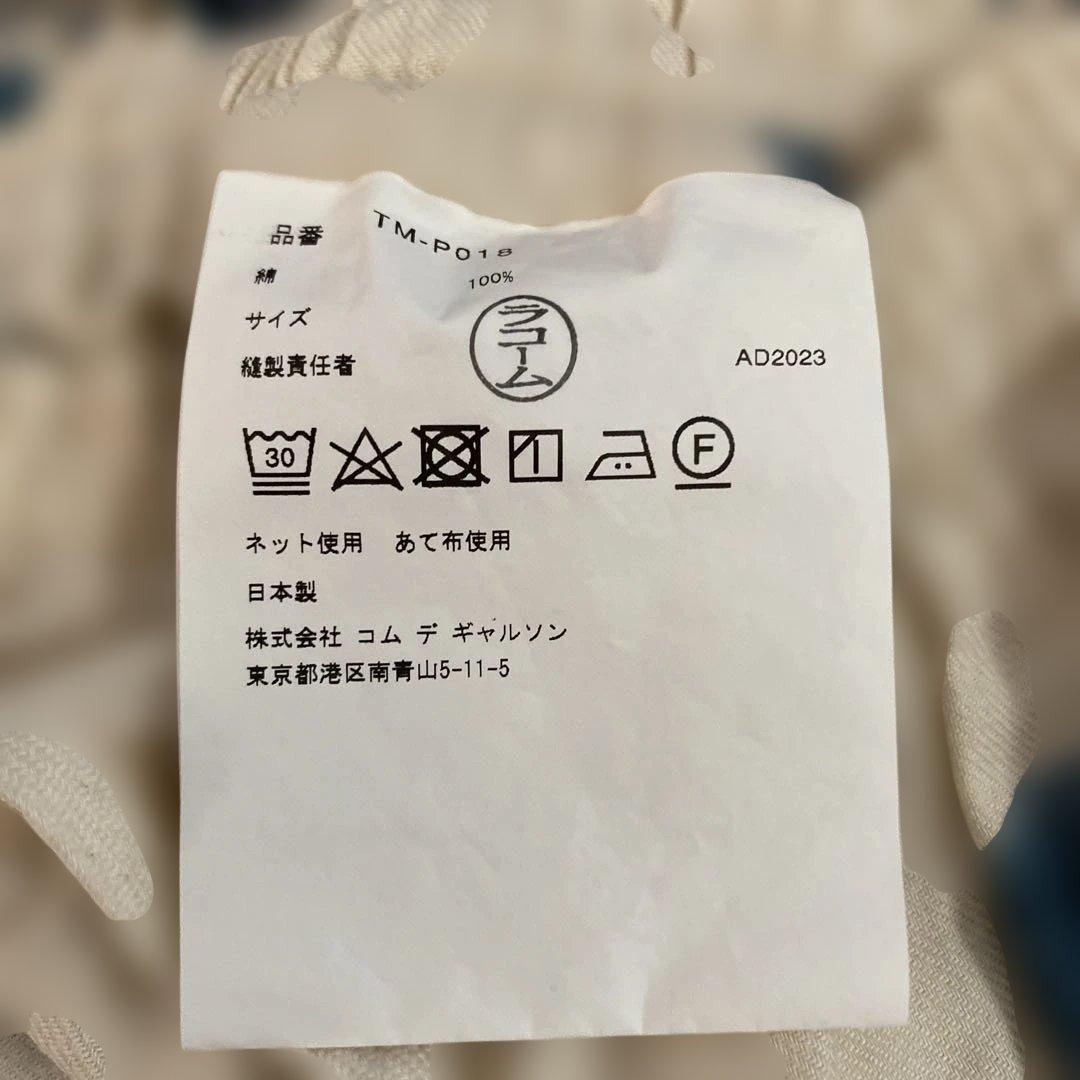 品番 TM-P018
綿 100%
サイズ
縫製責任者 ラコーム AD2023
30 F
ネット使用 あて布使用
日本製
株式会社 コム デ ギャルソン
東京都港区南青山5-11-5